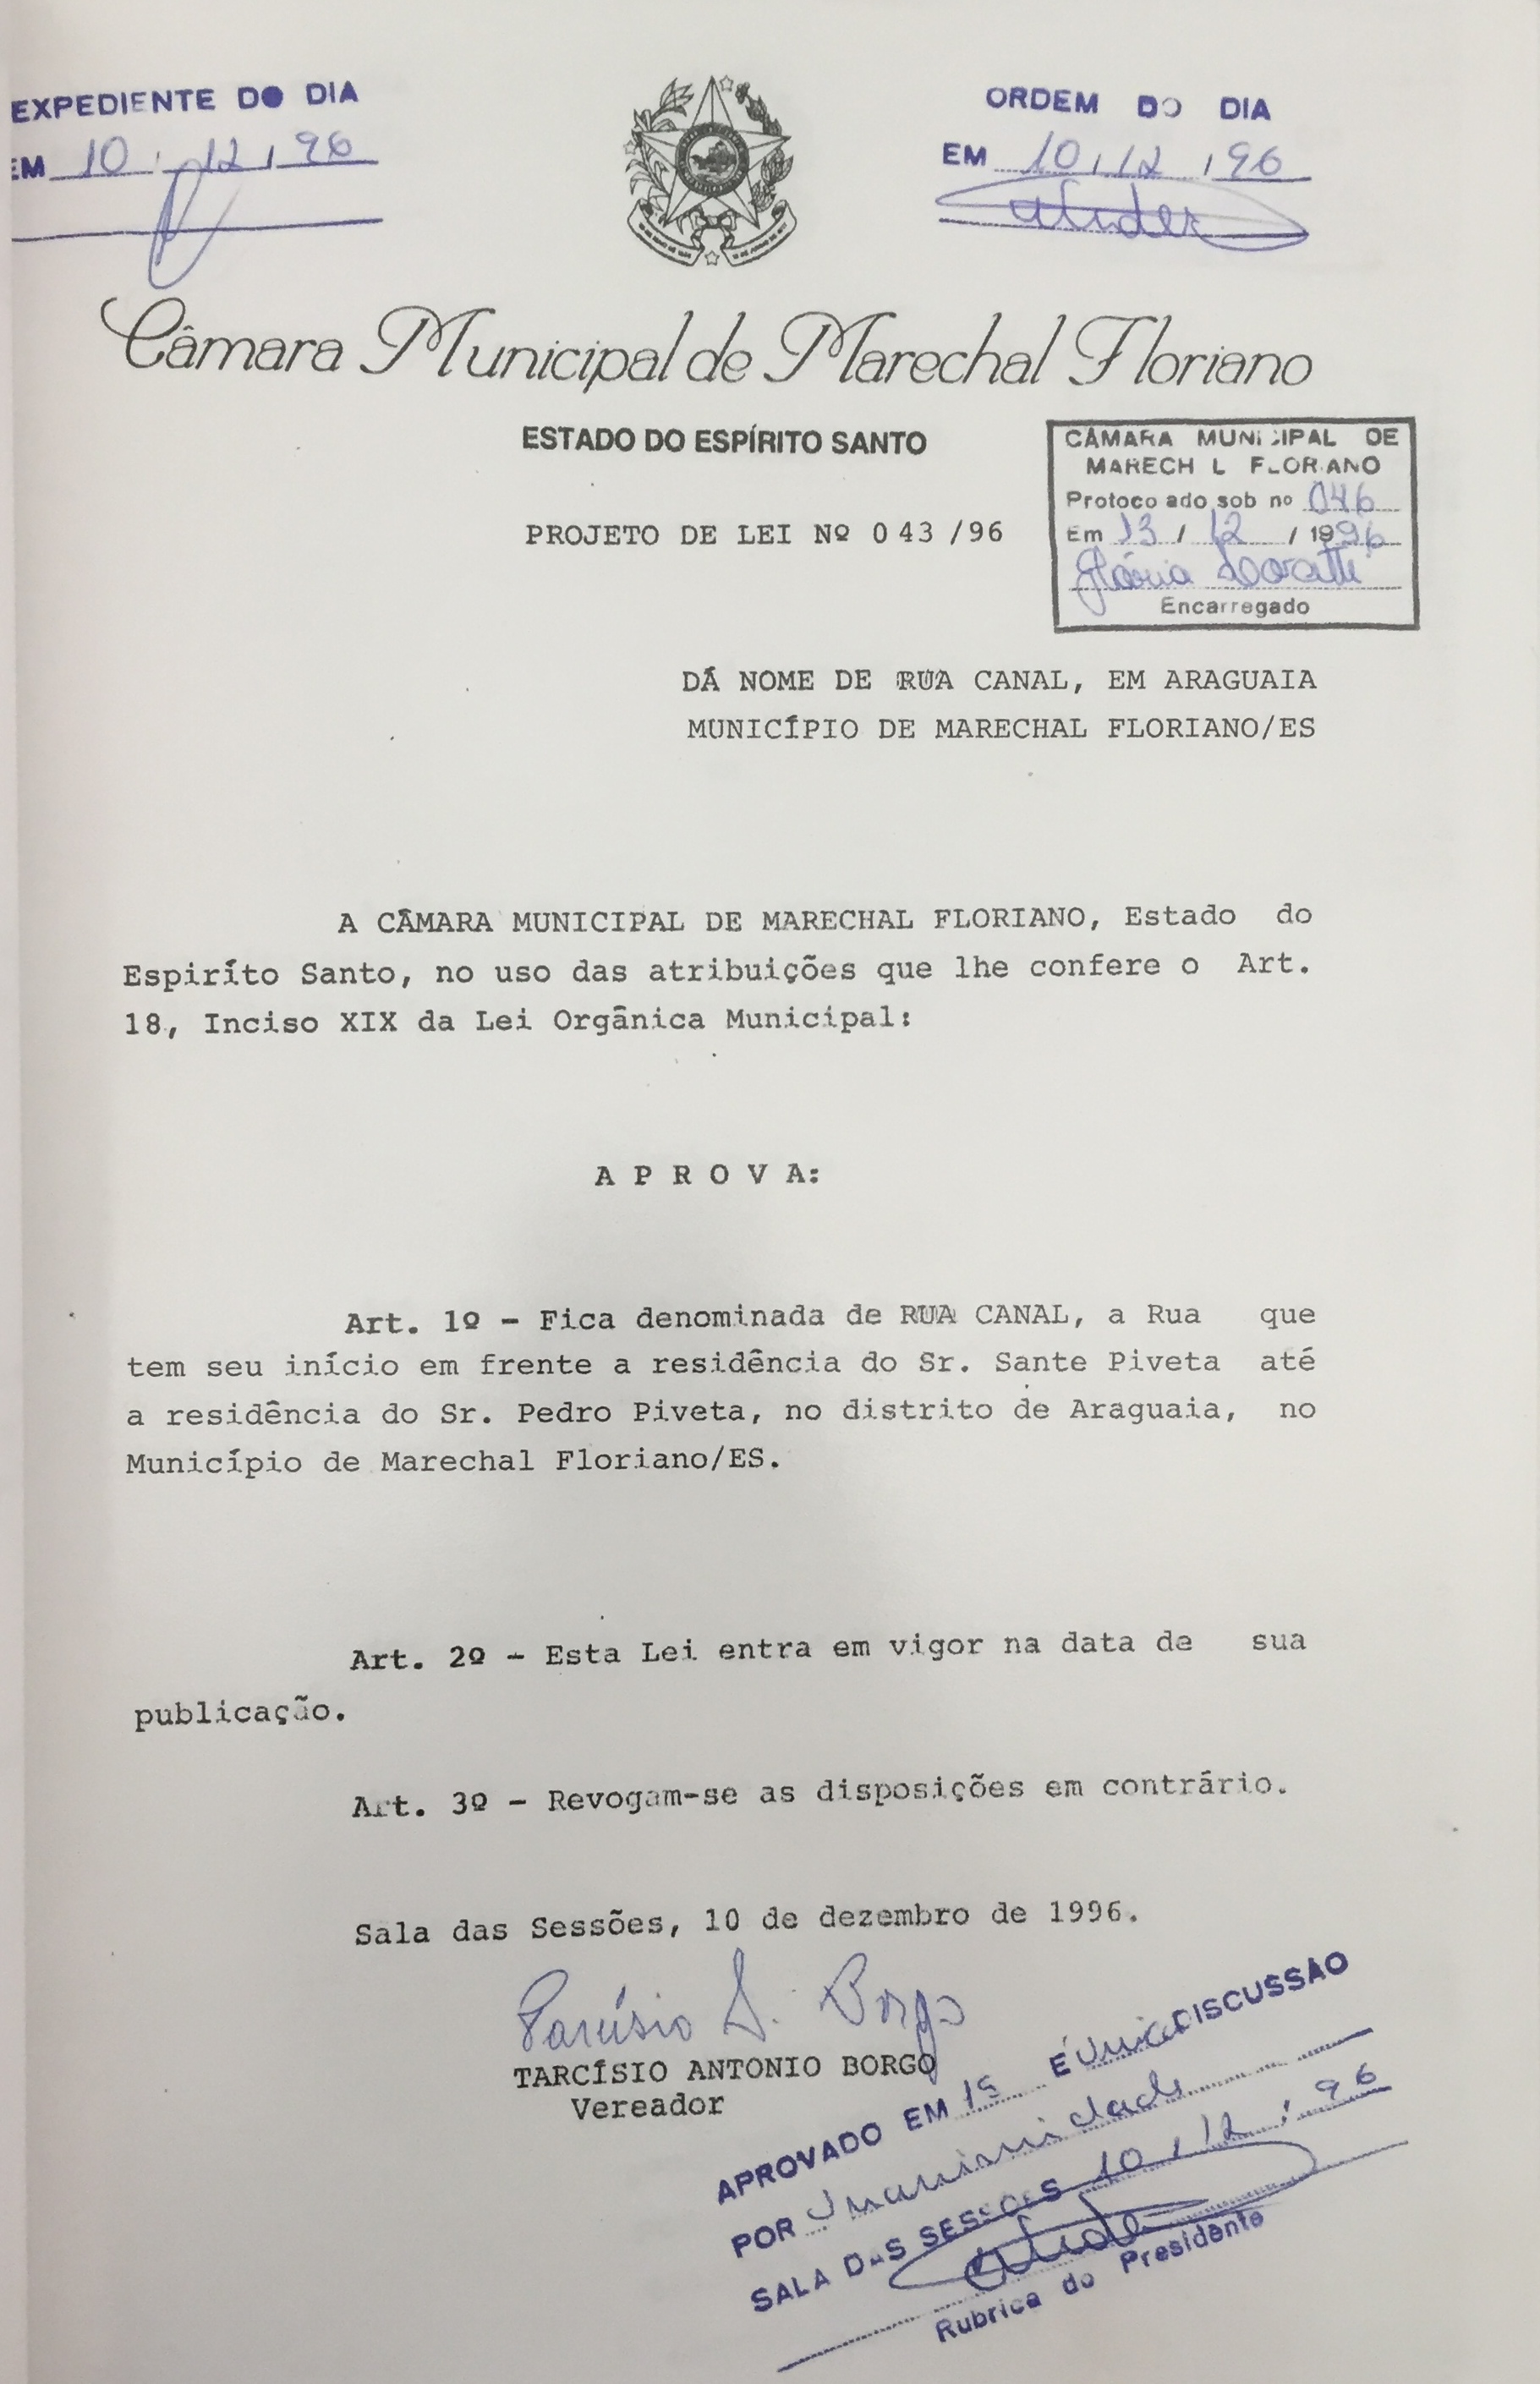 EXPEDIENTE DO DIA
EM 10 / 12 / 96
ORDEM DO DIA
EM 10 / 12 / 96
Câmara Municipal de Marechal Floriano
ESTADO DO ESPÍRITO SANTO
CÂMARA MUNICIPAL DE
MARECH L FLORIANO
Protoco ado sob nº 046
Em 13 / 12 / 1996
Encarregado
PROJETO DE LEI Nº 043/96
DÁ NOME DE RUA CANAL, EM ARAGUAIA
MUNICÍPIO DE MARECHAL FLORIANO/ES
A CÂMARA MUNICIPAL DE MARECHAL FLORIANO, Estado do
Espiríto Santo, no uso das atribuições que lhe confere o Art.
18, Inciso XIX da Lei Orgânica Municipal:
A P R O V A:
Art. 1º - Fica denominada de RUA CANAL, a Rua que
tem seu início em frente a residência do Sr. Sante Piveta até
a residência do Sr. Pedro Piveta, no distrito de Araguaia, no
Município de Marechal Floriano/ES.
Art. 2º - Esta Lei entra em vigor na data de sua
publicação.
Art. 3º - Revogam-se as disposições em contrário.
Sala das Sessões, 10 de dezembro de 1996.
Tarcísio A. Borgo
TARCÍSIO ANTONIO BORGO
Vereador
APROVADO EM 1ª E Única DISCUSSÃO
POR Unanimidade
SALA DAS SESSÕES 10 / 12 / 96
Rubrica do Presidente